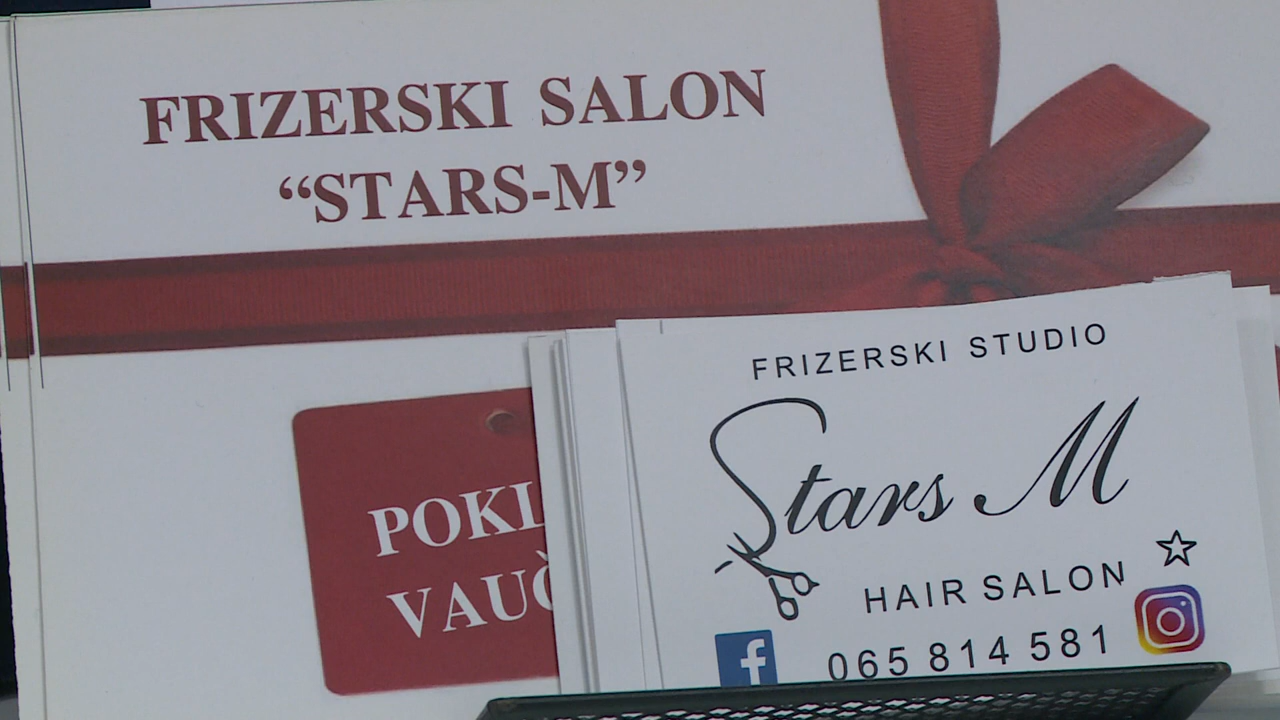 FRIZERSKI SALON
“STARS-M”
FRIZERSKI STUDIO
Stars M
HAIR SALON
065 814 581